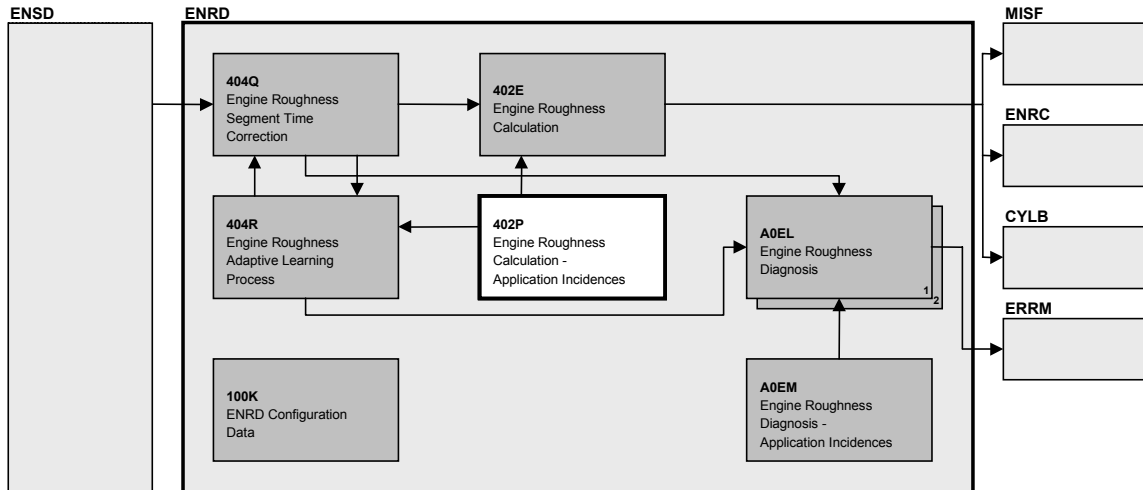 ENSD
ENRD
MISF
404Q
Engine Roughness
Segment Time
Correction
402E
Engine Roughness
Calculation
ENRC
404R
Engine Roughness
Adaptive Learning
Process
402P
Engine Roughness
Calculation -
Application Incidences
A0EL
Engine Roughness
Diagnosis
1
2
CYLB
ERRM
100K
ENRD Configuration
Data
A0EM
Engine Roughness
Diagnosis -
Application Incidences